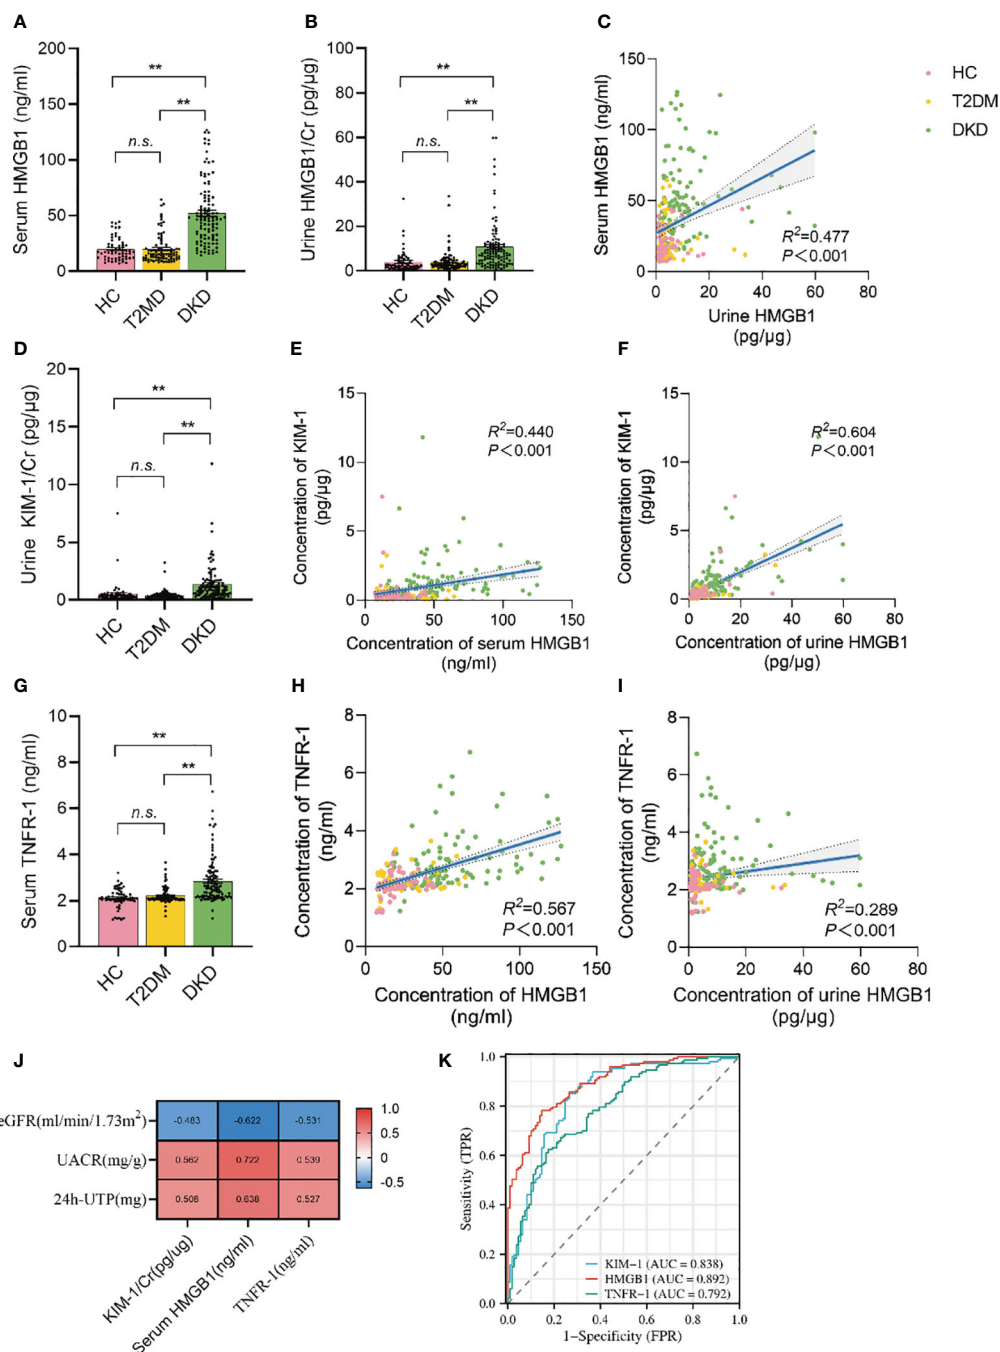 A
Serum HMGB1 (ng/ml)
200
150
100
50
0
**
**
n.s.
HC
T2MD
DKD
B
Urine HMGB1/Cr (pg/µg)
100
80
60
40
20
0
**
**
n.s.
HC
T2DM
DKD
C
Serum HMGB1 (ng/ml)
150
100
50
0
R²=0.477
P＜0.001
0 20 40 60 80
Urine HMGB1
(pg/µg)
HC
T2DM
DKD
D
Urine KIM-1/Cr (pg/µg)
20
15
10
5
0
**
**
n.s.
HC
T2DM
DKD
E
Concentration of KIM-1
(pg/µg)
15
10
5
0
R²=0.440
P＜0.001
0 50 100 150
Concentration of serum HMGB1
(ng/ml)
F
Concentration of KIM-1
(pg/µg)
15
10
5
0
R²=0.604
P＜0.001
0 20 40 60 80
Concentration of urine HMGB1
(pg/µg)
G
Serum TNFR-1 (ng/ml)
10
8
6
4
2
0
**
**
n.s.
HC
T2DM
DKD
H
Concentration of TNFR-1
(ng/ml)
8
6
4
2
0
R²=0.567
P＜0.001
0 50 100 150
Concentration of HMGB1
(ng/ml)
I
Concentration of TNFR-1
(ng/ml)
8
6
4
2
0
R²=0.289
P＜0.001
0 20 40 60 80
Concentration of urine HMGB1
(pg/µg)
J
eGFR(ml/min/1.73m²) -0.483 -0.622 -0.531
UACR(mg/g) 0.562 0.722 0.539
24h-UTP(mg) 0.508 0.638 0.527
KIM-1/Cr(pg/ug)
Serum HMGB1(ng/ml)
TNFR-1(ng/ml)
1.0
0.5
0
-0.5
K
Sensitivity (TPR)
1.0
0.8
0.6
0.4
0.2
0.0
KIM−1 (AUC = 0.838)
HMGB1 (AUC = 0.892)
TNFR−1 (AUC = 0.792)
0.0 0.2 0.4 0.6 0.8 1.0
1-Specificity (FPR)